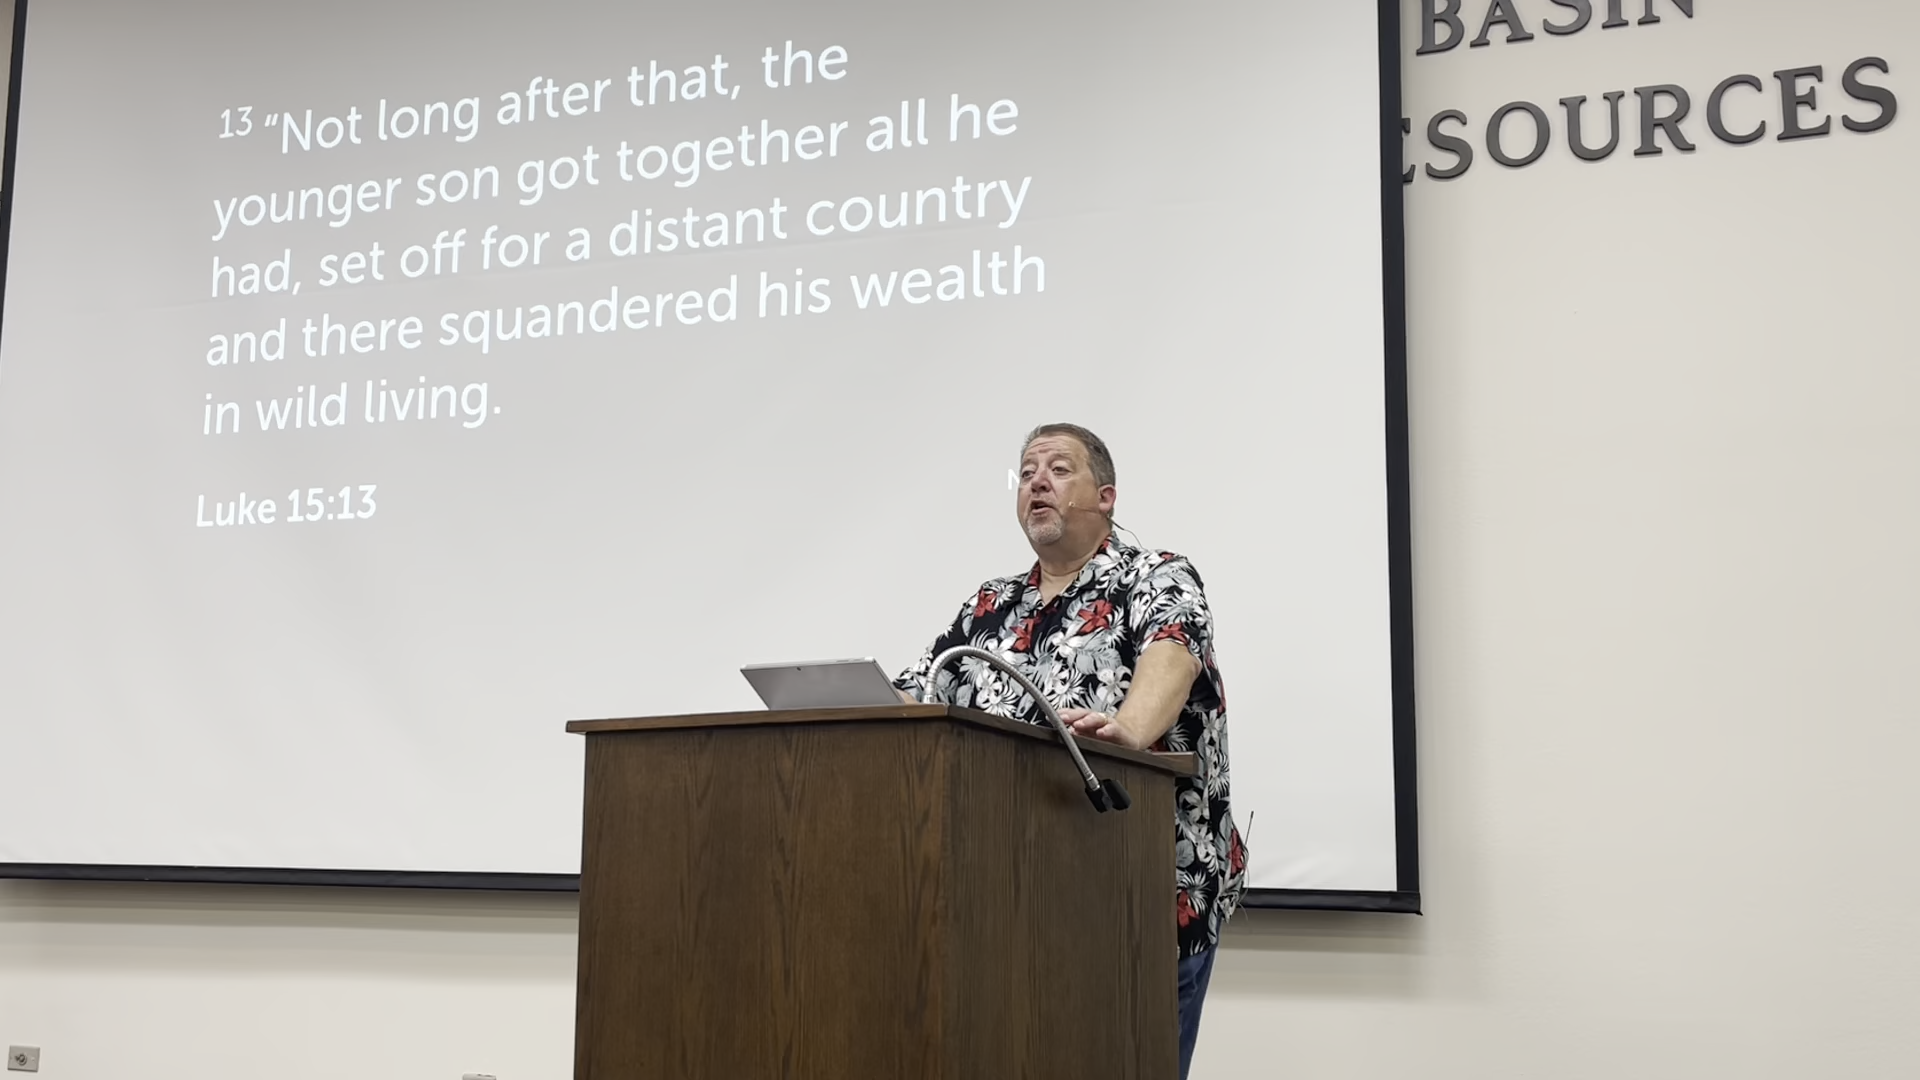 13 “Not long after that, the
younger son got together all he
had, set off for a distant country
and there squandered his wealth
in wild living.
Luke 15:13
BASIN